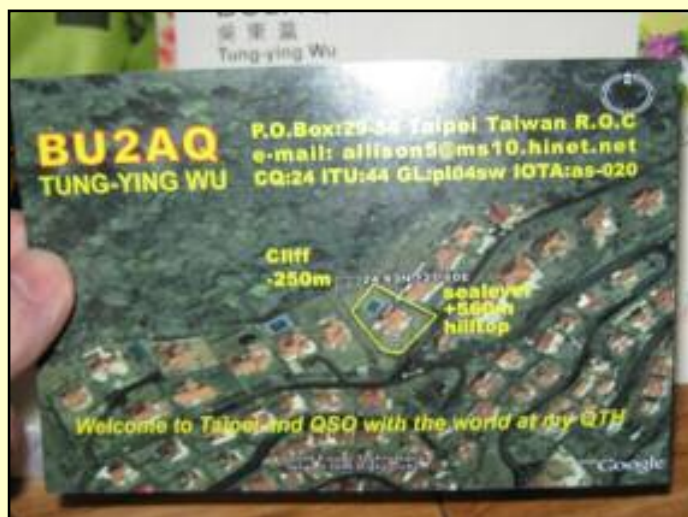 Tung-ying Wu
BU2AQ
TUNG-YING WU
P.O.Box:29-54 Taipei Taiwan R.O.C
e-mail: allison5@ms10.hinet.net
CQ:24 ITU:44 GL:pl04sw IOTA:as-020
Cliff
-250m
sealevel
+560m
hilltop
Welcome to Taipei and QSO with the world at my QTH
Google